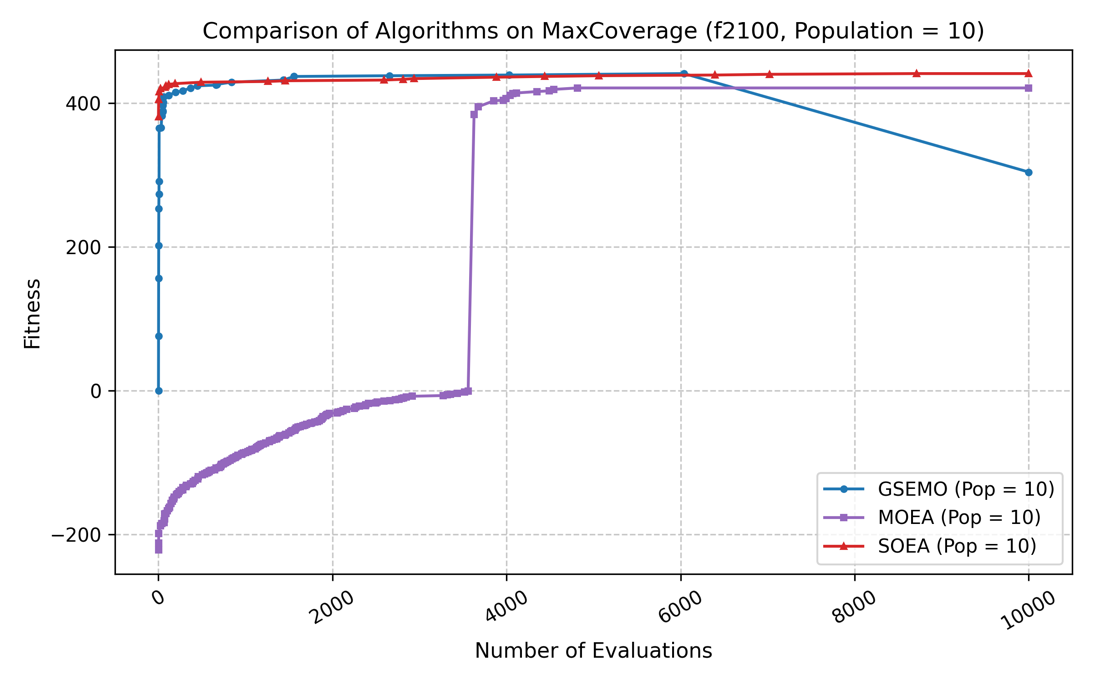 Comparison of Algorithms on MaxCoverage (f2100, Population = 10)
Fitness
400
200
0
−200
0
2000
4000
6000
8000
10000
Number of Evaluations
GSEMO (Pop = 10)
MOEA (Pop = 10)
SOEA (Pop = 10)